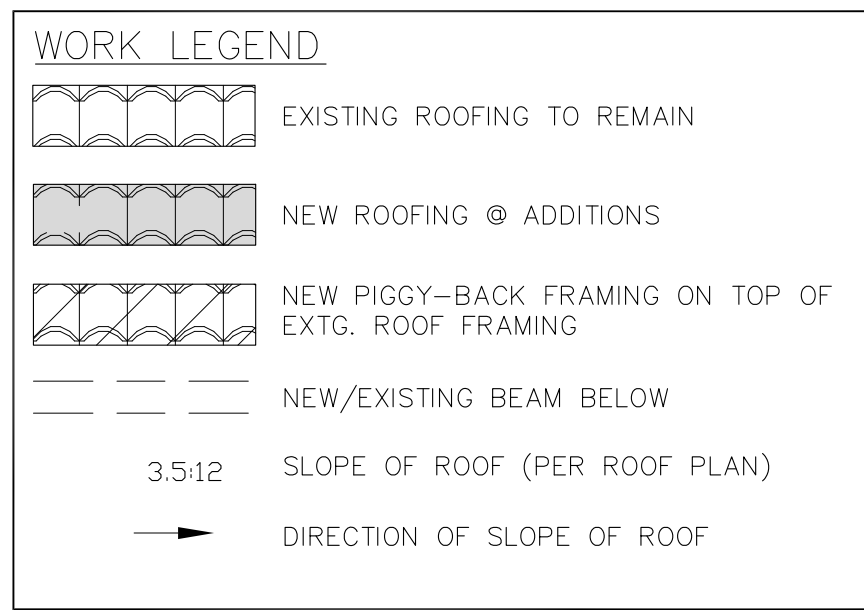 WORK LEGEND
EXISTING ROOFING TO REMAIN
NEW ROOFING @ ADDITIONS
NEW PIGGY-BACK FRAMING ON TOP OF
EXTG. ROOF FRAMING
NEW/EXISTING BEAM BELOW
3.5:12 SLOPE OF ROOF (PER ROOF PLAN)
DIRECTION OF SLOPE OF ROOF